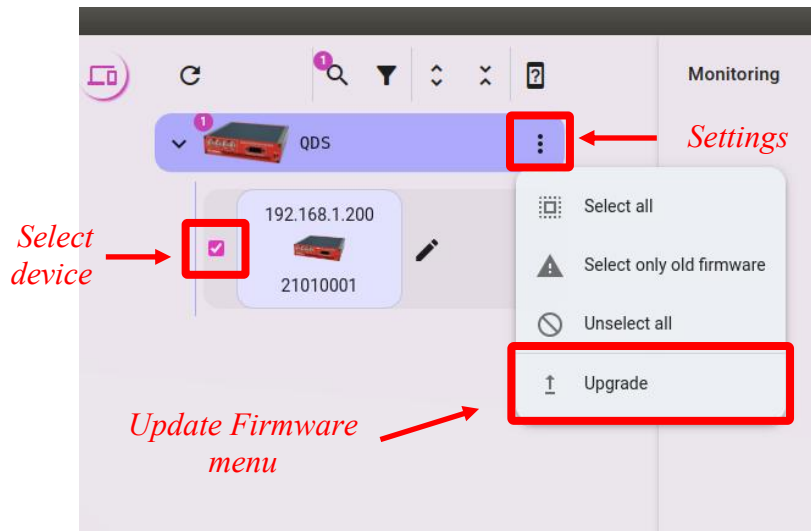 1
Monitoring
1
QDS
Settings
192.168.1.200
21010001
Select
device
Select all
Select only old firmware
Unselect all
Upgrade
Update Firmware
menu